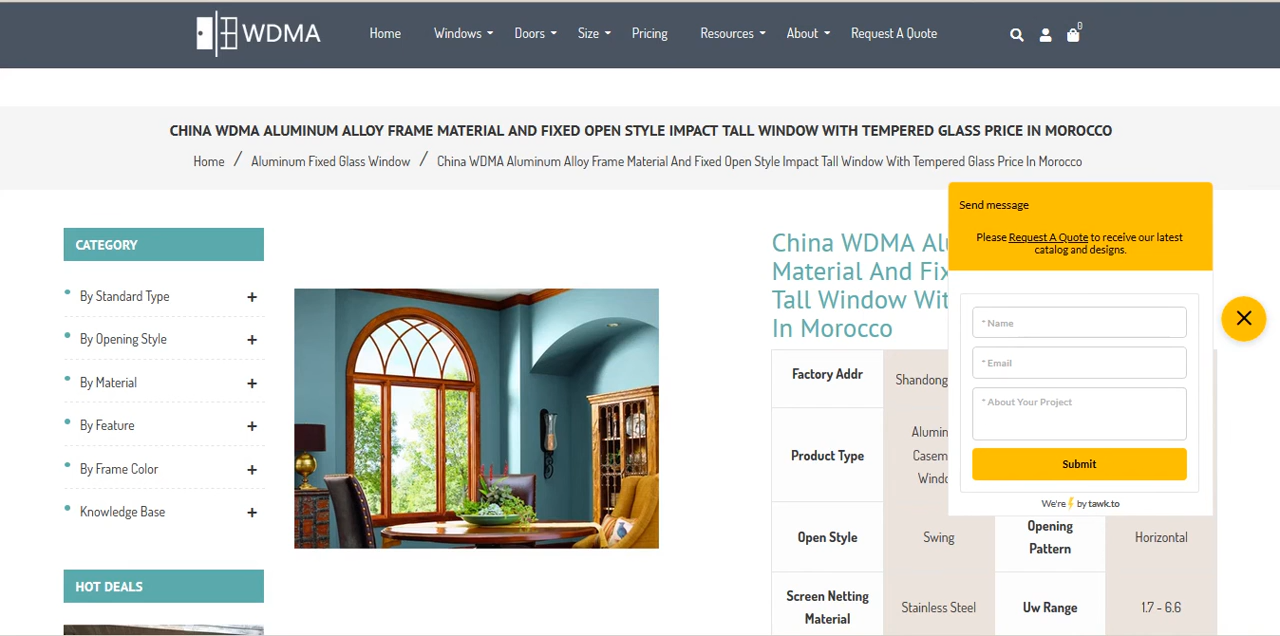 WDMA
Home Windows Doors Size Pricing Resources About Request A Quote 0
CHINA WDMA ALUMINUM ALLOY FRAME MATERIAL AND FIXED OPEN STYLE IMPACT TALL WINDOW WITH TEMPERED GLASS PRICE IN MOROCCO
Home / Aluminum Fixed Glass Window / China WDMA Aluminum Alloy Frame Material And Fixed Open Style Impact Tall Window With Tempered Glass Price In Morocco
CATEGORY
By Standard Type +
By Opening Style +
By Material +
By Feature +
By Frame Color +
Knowledge Base +
HOT DEALS
China WDMA
Material And
Tall Window
In Morocco
Factory Addr Shandong
Product Type
Open Style Swing Opening Pattern Horizontal
Screen Netting Material Stainless Steel Uw Range 1.7 - 6.6
Send message
Please Request A Quote to receive our latest
catalog and designs.
* Name
* Email
* About Your Project
Submit
We're by tawk.to